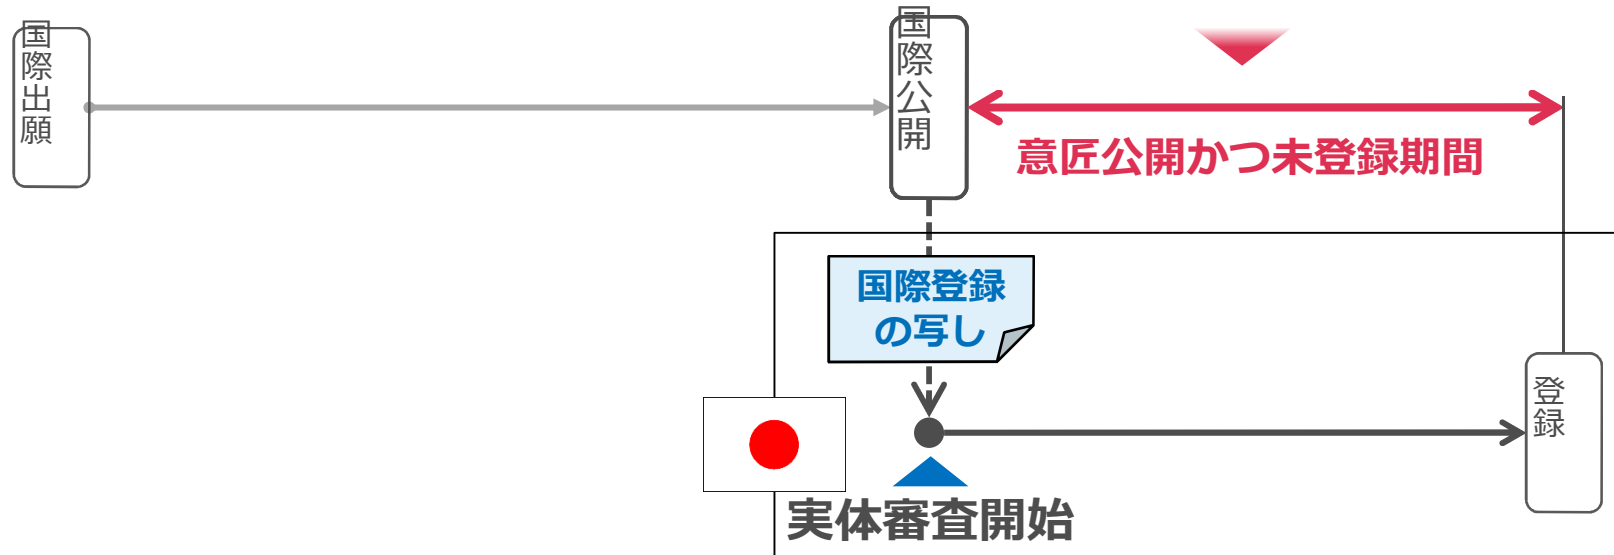 国際出願
国際公開
意匠公開かつ未登録期間
国際登録
の写し
登録
実体審査開始